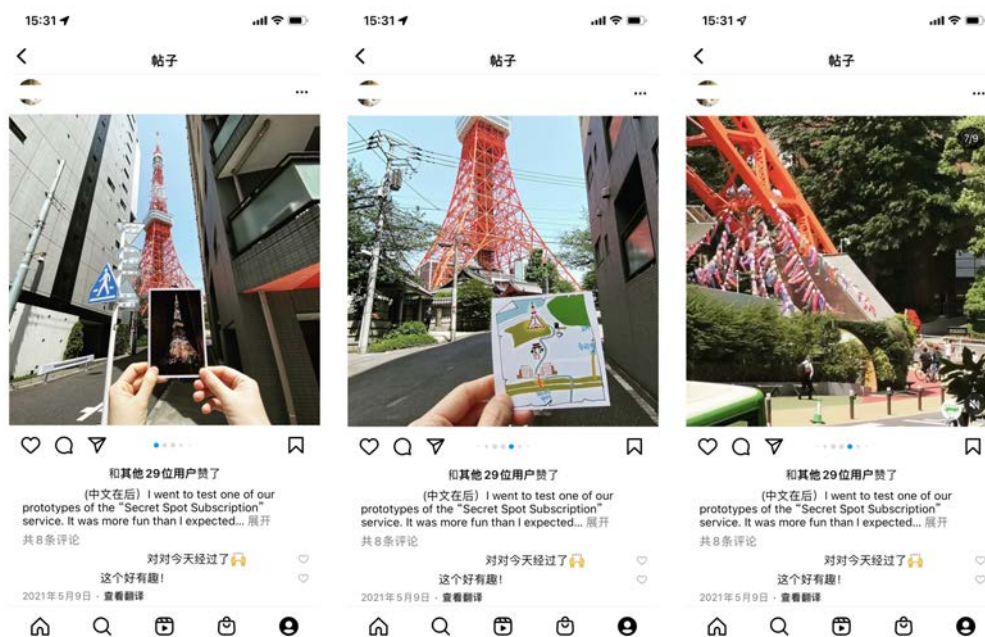 15:31
帖子
和其他29位用户赞了
(中文在后) I went to test one of our
prototypes of the “Secret Spot Subscription”
service. It was more fun than I expected... 展开
共8条评论
对对今天经过了🙌
这个好有趣!
2021年5月9日 · 查看翻译
15:31
帖子
和其他29位用户赞了
(中文在后) I went to test one of our
prototypes of the “Secret Spot Subscription”
service. It was more fun than I expected... 展开
共8条评论
对对今天经过了🙌
这个好有趣!
2021年5月9日 · 查看翻译
15:31
帖子
7/9
和其他29位用户赞了
(中文在后) I went to test one of our
prototypes of the “Secret Spot Subscription”
service. It was more fun than I expected... 展开
共8条评论
对对今天经过了🙌
这个好有趣!
2021年5月9日 · 查看翻译